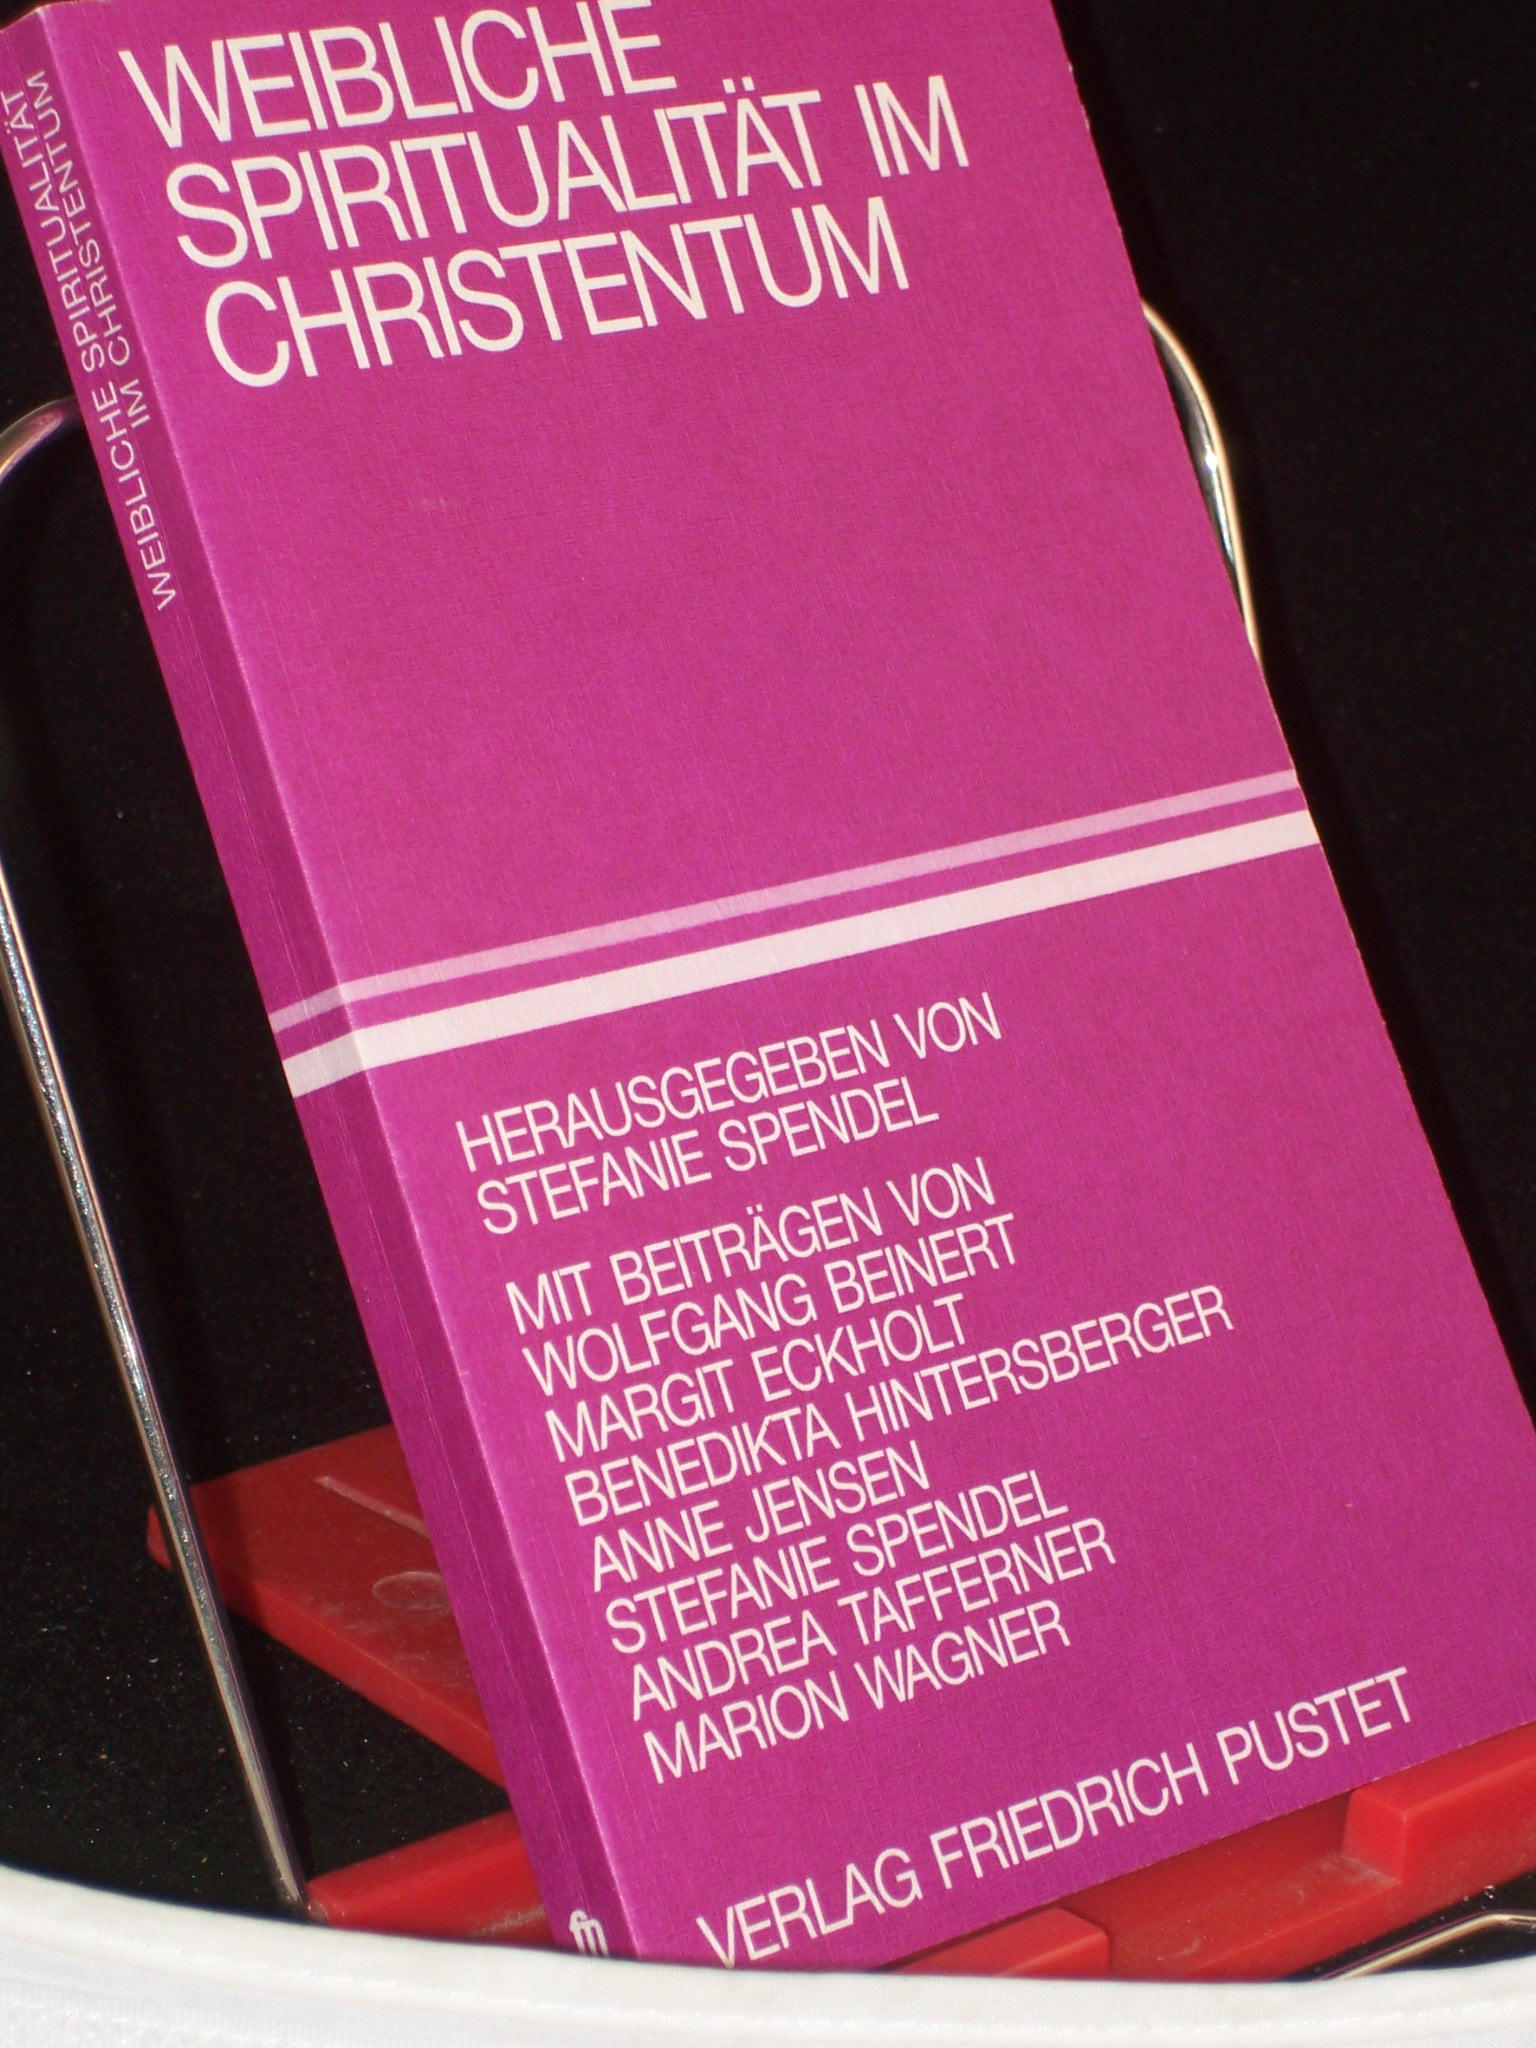 WEIBLICHE
SPIRITUALITÄT IM
CHRISTENTUM
WEIBLICHE SPIRITUALITÄT
IM CHRISTENTUM
HERAUSGEGEBEN VON
STEFANIE SPENDEL
MIT BEITRÄGEN VON
WOLFGANG BEINERT
MARGIT ECKHOLT
BENEDIKTA HINTERSBERGER
ANNE JENSEN
STEFANIE SPENDEL
ANDREA TAFFERNER
MARION WAGNER
VERLAG FRIEDRICH PUSTET